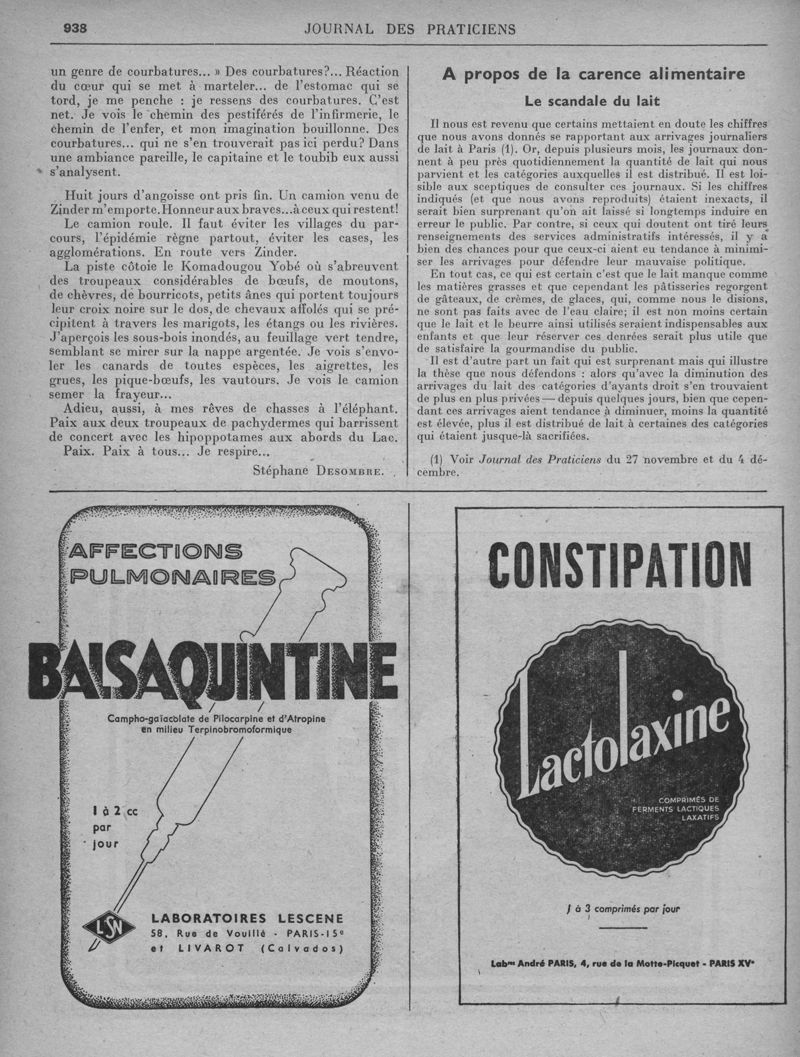 938
JOURNAL DES PRATICIENS
un genre de courbatures... » Des courbatures?... Réaction
du cœur qui se met à marteler... de l'estomac qui se
tord, je me penche : je ressens des courbatures. C'est
net. Je vois le chemin des pestiférés de l'infirmerie, le
chemin de l'enfer, et mon imagination bouillonne. Des
courbatures... qui ne s'en trouverait pas ici perdu? Dans
une ambiance pareille, le capitaine et le toubib eux aussi
s'analysent.
Huit jours d'angoisse ont pris fin. Un camion venu de
Zinder m'emporte. Honneur aux braves...à ceux qui restent!
Le camion roule. Il faut éviter les villages du par-
cours, l'épidémie règne partout, éviter les cases, les
agglomérations. En route vers Zinder.
La piste côtoie le Komadougou Yobé où s'abreuvent
des troupeaux considérables de bœufs, de moutons,
de chèvres, de bourricots, petits ânes qui portent toujours
leur croix noire sur le dos, de chevaux affolés qui se pré-
cipitent à travers les marigots, les étangs ou les rivières.
J'aperçois les sous-bois inondés, au feuillage vert tendre,
semblant se mirer sur la nappe argentée. Je vois s'envo-
ler les canards de toutes espèces, les aigrettes, les
grues, les pique-bœufs, les vautours. Je vois le camion
semer la frayeur...
Adieu, aussi, à mes rêves de chasses à l'éléphant.
Paix aux deux troupeaux de pachydermes qui barrissent
de concert avec les hipoppotames aux abords du Lac.
Paix. Paix à tous... Je respire...
Stéphane DESOMBRE.
A propos de la carence alimentaire
Le scandale du lait
Il nous est revenu que certains mettaient en doute les chiffres
que nous avons donnés se rapportant aux arrivages journaliers
de lait à Paris (1). Or, depuis plusieurs mois, les journaux don-
nent à peu près quotidiennement la quantité de lait qui nous
parvient et les catégories auxquelles il est distribué. Il est loi-
sible aux sceptiques de consulter ces journaux. Si les chiffres
indiqués (et que nous avons reproduits) étaient inexacts, il
serait bien surprenant qu'on ait laissé si longtemps induire en
erreur le public. Par contre, si ceux qui doutent ont tiré leurs
renseignements des services administratifs intéressés, il y a
bien des chances pour que ceux-ci aient eu tendance à minimi-
ser les arrivages pour défendre leur mauvaise politique.
En tout cas, ce qui est certain c'est que le lait manque comme
les matières grasses et que cependant les pâtisseries regorgent
de gâteaux, de crèmes, de glaces, qui, comme nous le disions,
ne sont pas faits avec de l'eau claire; il est non moins certain
que le lait et le beurre ainsi utilisés seraient indispensables aux
enfants et que leur réserver ces denrées serait plus utile que
de satisfaire la gourmandise du public.
Il est d'autre part un fait qui est surprenant mais qui illustre
la thèse que nous défendons : alors qu'avec la diminution des
arrivages du lait des catégories d'ayants droit s'en trouvaient
de plus en plus privées — depuis quelques jours, bien que cepen-
dant ces arrivages aient tendance à diminuer, moins la quantité
est élevée, plus il est distribué de lait à certaines des catégories
qui étaient jusque-là sacrifiées.
(1) Voir Journal des Praticiens du 27 novembre et du 4 dé-
cembre.
AFFECTIONS
PULMONAIRES
BALSAQUINTINE
Campho-gaïacolate de Pilocarpine et d'Atropine
en milieu Terpinobromoformique
1 à 2 cc
par
jour
LSN
LABORATOIRES LESCENE
58, Rue de Vouillé - PARIS-15e
et LIVAROT (Calvados)
CONSTIPATION
Lactolaxine
COMPRIMÉS DE
FERMENTS LACTIQUES
LAXATIFS
1 à 3 comprimés par jour
Labres André PARIS, 4, rue de la Motte-Picquet - PARIS XVe